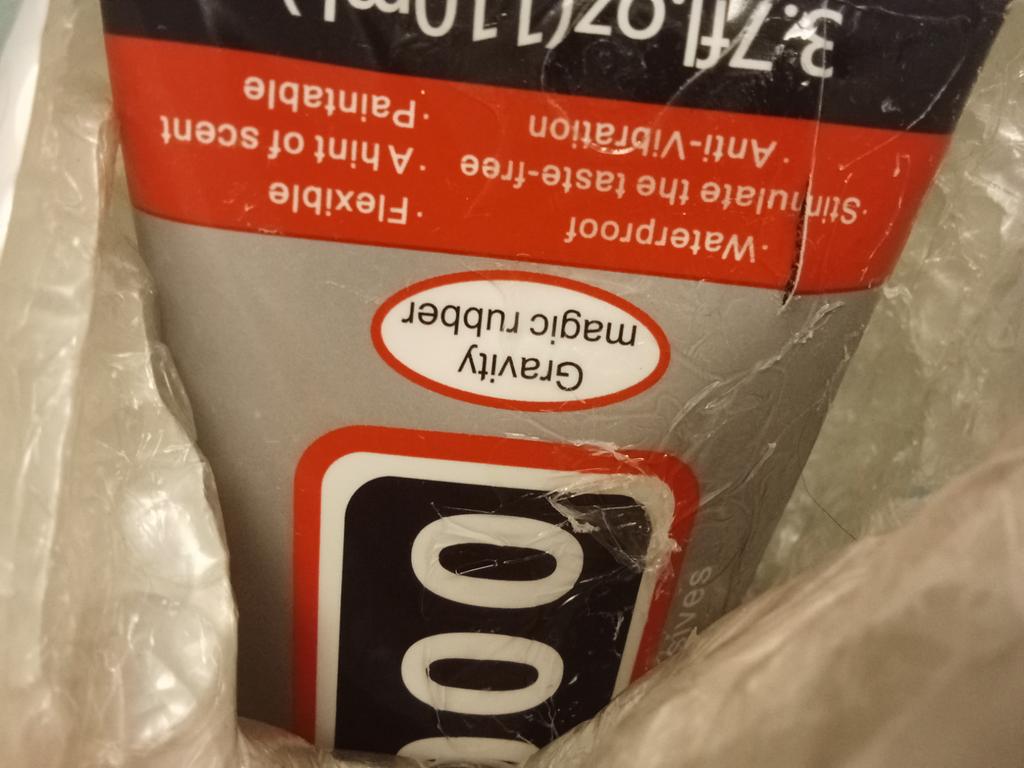 000
Gravity
magic rubber
·Waterproof
·Flexible
·Stimulate the taste-free
·A hint of scent
·Anti-Vibration
·Paintable
3.7fl.oz(110ml)